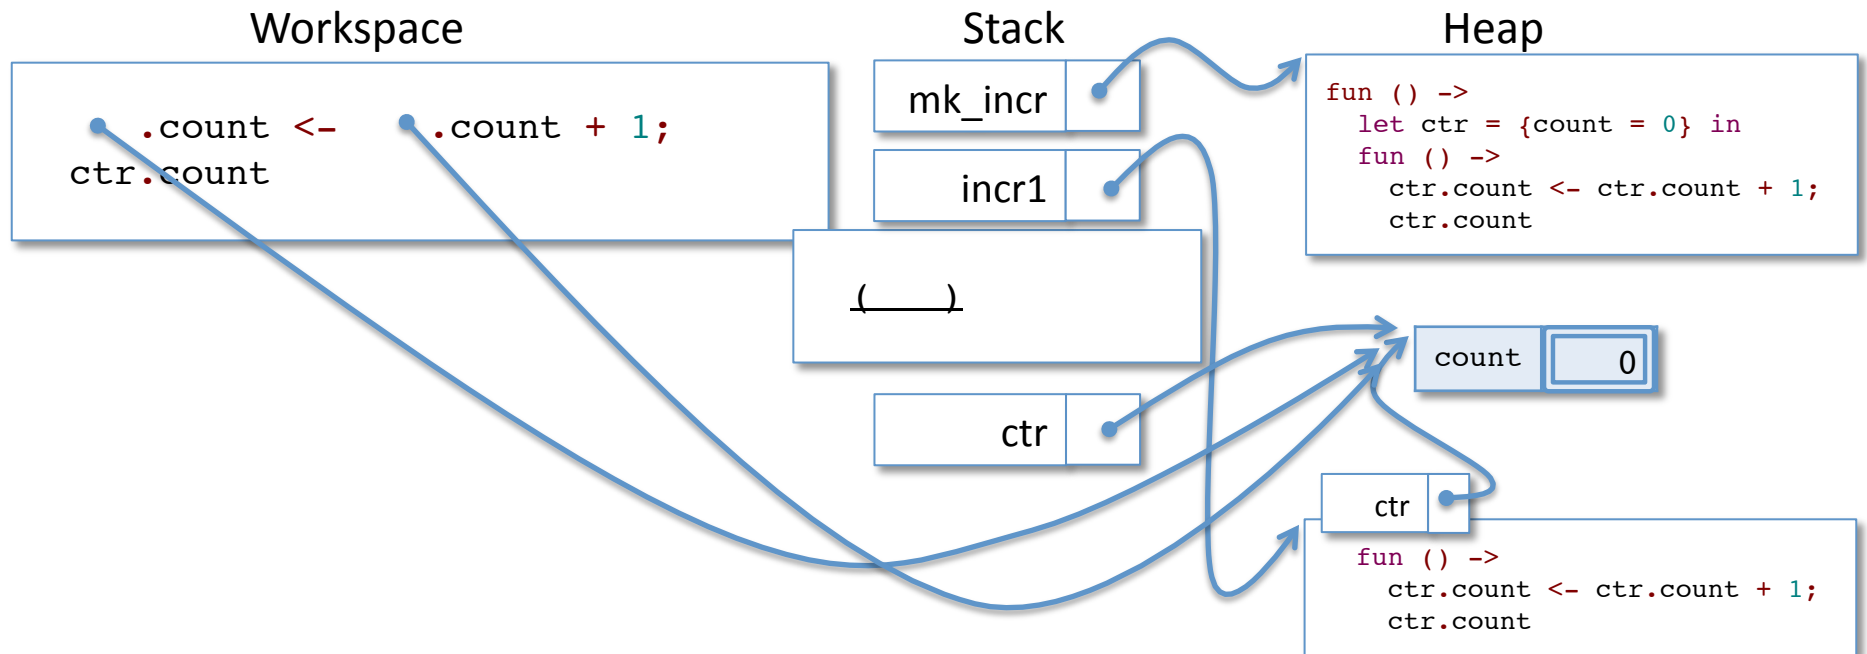 Workspace
.count <- .count + 1;
ctr.count
Stack
mk_incr
incr1
(    )
ctr
Heap
fun () ->
let ctr = {count = 0} in
fun () ->
ctr.count <- ctr.count + 1;
ctr.count
count 0
ctr
fun () ->
ctr.count <- ctr.count + 1;
ctr.count